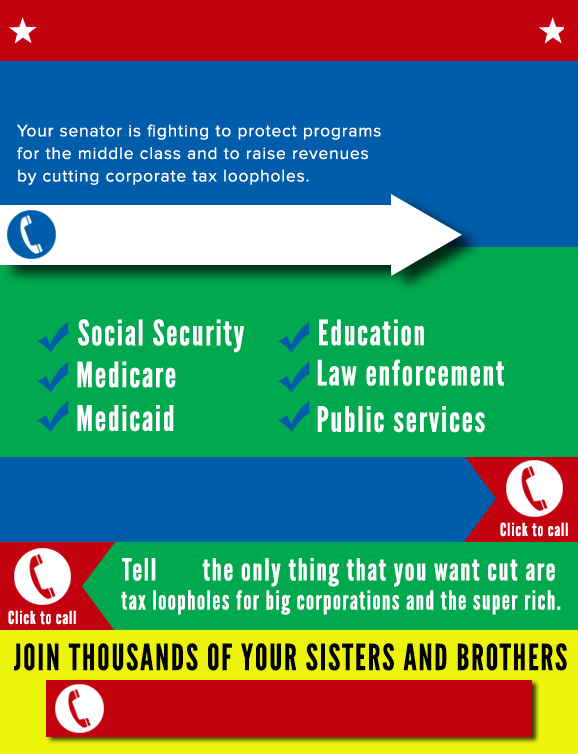 Your senator is fighting to protect programs
for the middle class and to raise revenues
by cutting corporate tax loopholes.
Social Security
Medicare
Medicaid
Education
Law enforcement
Public services
Click to call
Click to call
Tell the only thing that you want cut are
tax loopholes for big corporations and the super rich.
JOIN THOUSANDS OF YOUR SISTERS AND BROTHERS